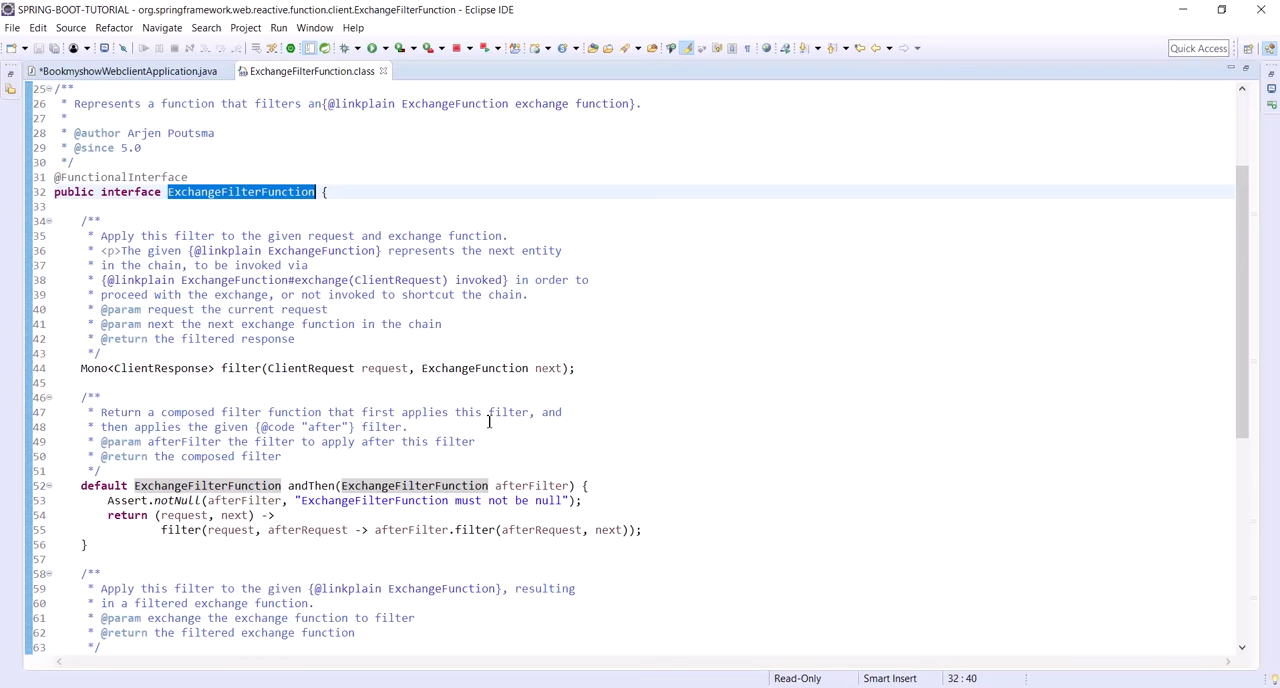 SPRING-BOOT-TUTORIAL - org.springframework.web.reactive.function.client.ExchangeFilterFunction - Eclipse IDE
File Edit Source Refactor Navigate Search Project Run Window Help
Quick Access
*BookmyshowWebclientApplication.java ExchangeFilterFunction.class
25 /**
26 * Represents a function that filters an{@linkplain ExchangeFunction exchange function}.
27 *
28 * @author Arjen Poutsma
29 * @since 5.0
30 */
31 @FunctionalInterface
32 public interface ExchangeFilterFunction {
33
34 /**
35 * Apply this filter to the given request and exchange function.
36 * <p>The given {@linkplain ExchangeFunction} represents the next entity
37 * in the chain, to be invoked via
38 * {@linkplain ExchangeFunction#exchange(ClientRequest) invoked} in order to
39 * proceed with the exchange, or not invoked to shortcut the chain.
40 * @param request the current request
41 * @param next the next exchange function in the chain
42 * @return the filtered response
43 */
44 Mono<ClientResponse> filter(ClientRequest request, ExchangeFunction next);
45
46 /**
47 * Return a composed filter function that first applies this filter, and
48 * then applies the given {@code "after"} filter.
49 * @param afterFilter the filter to apply after this filter
50 * @return the composed filter
51 */
52 default ExchangeFilterFunction andThen(ExchangeFilterFunction afterFilter) {
53 Assert.notNull(afterFilter, "ExchangeFilterFunction must not be null");
54 return (request, next) ->
55 filter(request, afterRequest -> afterFilter.filter(afterRequest, next));
56 }
57
58 /**
59 * Apply this filter to the given {@linkplain ExchangeFunction}, resulting
60 * in a filtered exchange function.
61 * @param exchange the exchange function to filter
62 * @return the filtered exchange function
63 */
Read-Only Smart Insert 32 : 40